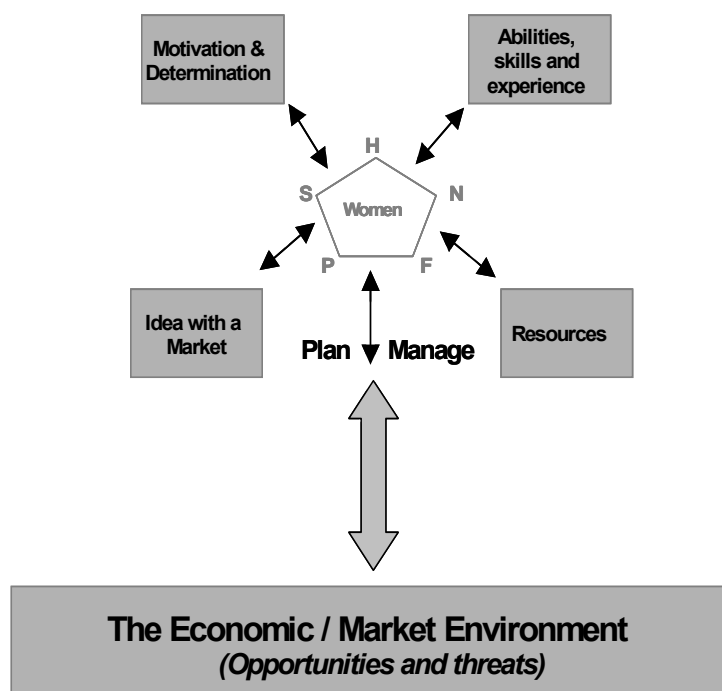 Motivation &
Determination
Abilities,
skills and
experience
H
S
N
Women
P
F
Idea with a
Market
Resources
Plan
Manage
The Economic / Market Environment
(Opportunities and threats)